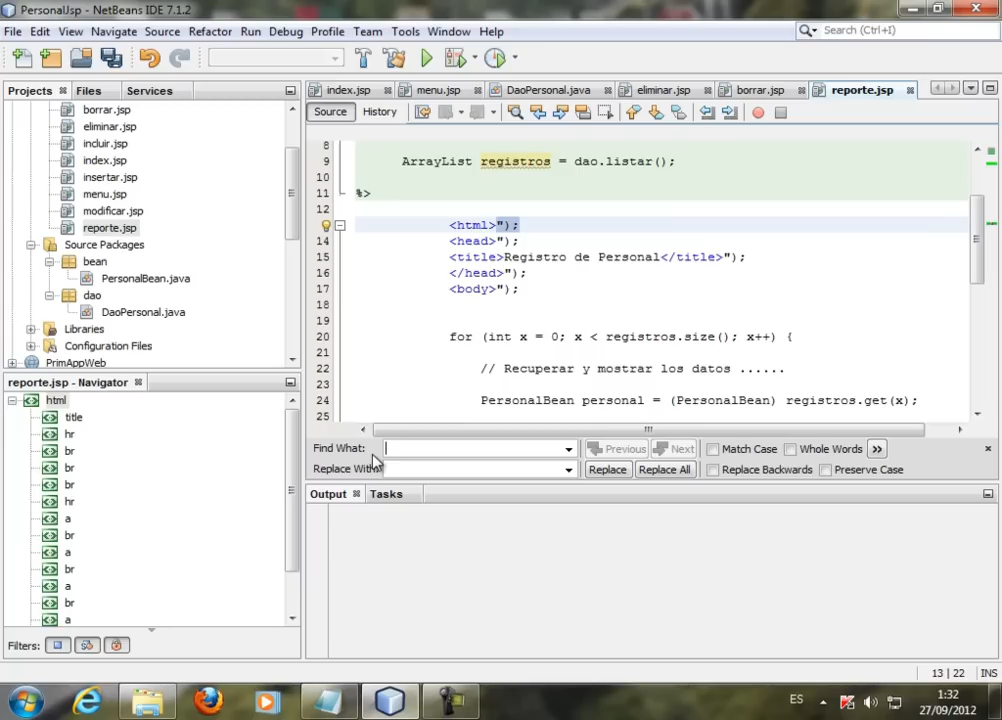 PersonalJsp - NetBeans IDE 7.1.2
File Edit View Navigate Source Refactor Run Debug Profile Team Tools Window Help
Search (Ctrl+I)
Projects Files Services
index.jsp menu.jsp DaoPersonal.java eliminar.jsp borrar.jsp reporte.jsp
Source History
borrar.jsp
eliminar.jsp
incluir.jsp
index.jsp
insertar.jsp
menu.jsp
modificar.jsp
reporte.jsp
Source Packages
bean
PersonalBean.java
dao
DaoPersonal.java
Libraries
Configuration Files
PrimAppWeb
8
9 ArrayList registros = dao.listar();
10
11 %>
12
<html>");
14 <head>");
15 <title>Registro de Personal</title>");
16 </head>");
17 <body>");
18
19
20 for (int x = 0; x < registros.size(); x++) {
21
22 // Recuperar y mostrar los datos ......
23
24 PersonalBean personal = (PersonalBean) registros.get(x);
25
reporte.jsp - Navigator
html
title
hr
br
br
br
hr
a
br
a
br
a
br
a
Filters:
Find What: Previous Next Match Case Whole Words
Replace With: Replace Replace All Replace Backwards Preserve Case
Output Tasks
13 | 22 INS
ES 1:32
27/09/2012